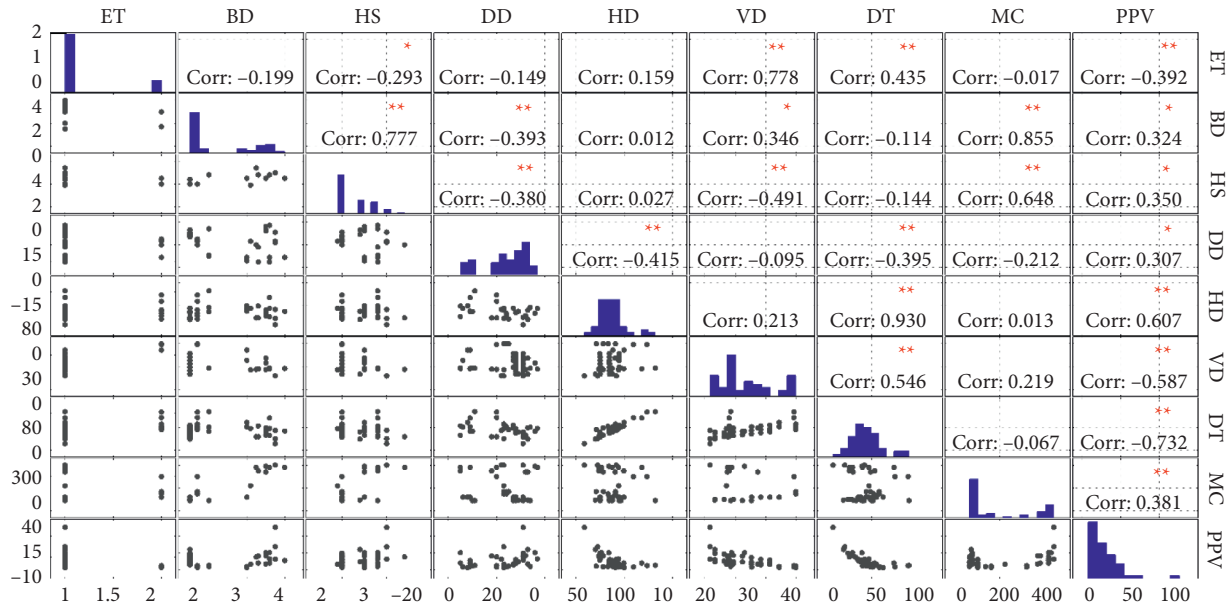 ET BD HS DD HD VD DT MC PPV
2
1
0
* ** ** **
Corr: –0.199 Corr: –0.293 Corr: –0.149 Corr: 0.159 Corr: 0.778 Corr: 0.435 Corr: –0.017 Corr: –0.392
ET
4
2
0
** ** * ** *
Corr: 0.777 Corr: –0.393 Corr: 0.012 Corr: 0.346 Corr: –0.114 Corr: 0.855 Corr: 0.324
BD
4
2
** ** ** *
Corr: –0.380 Corr: 0.027 Corr: –0.491 Corr: –0.144 Corr: 0.648 Corr: 0.350
HS
0
15
0
** ** *
Corr: –0.415 Corr: –0.095 Corr: –0.395 Corr: –0.212 Corr: 0.307
DD
–15
80
** **
Corr: 0.213 Corr: 0.930 Corr: 0.013 Corr: 0.607
HD
0
30
0
** **
Corr: 0.546 Corr: 0.219 Corr: –0.587
VD
80
0
**
Corr: –0.067 Corr: –0.732
DT
300
0
**
Corr: 0.381
MC
40
15
–10
PPV
1 1.5 2 2 3 4 2 3 –20 0 20 0 50 100 10 20 30 40 0 50 100 0 200 400 0 50 100